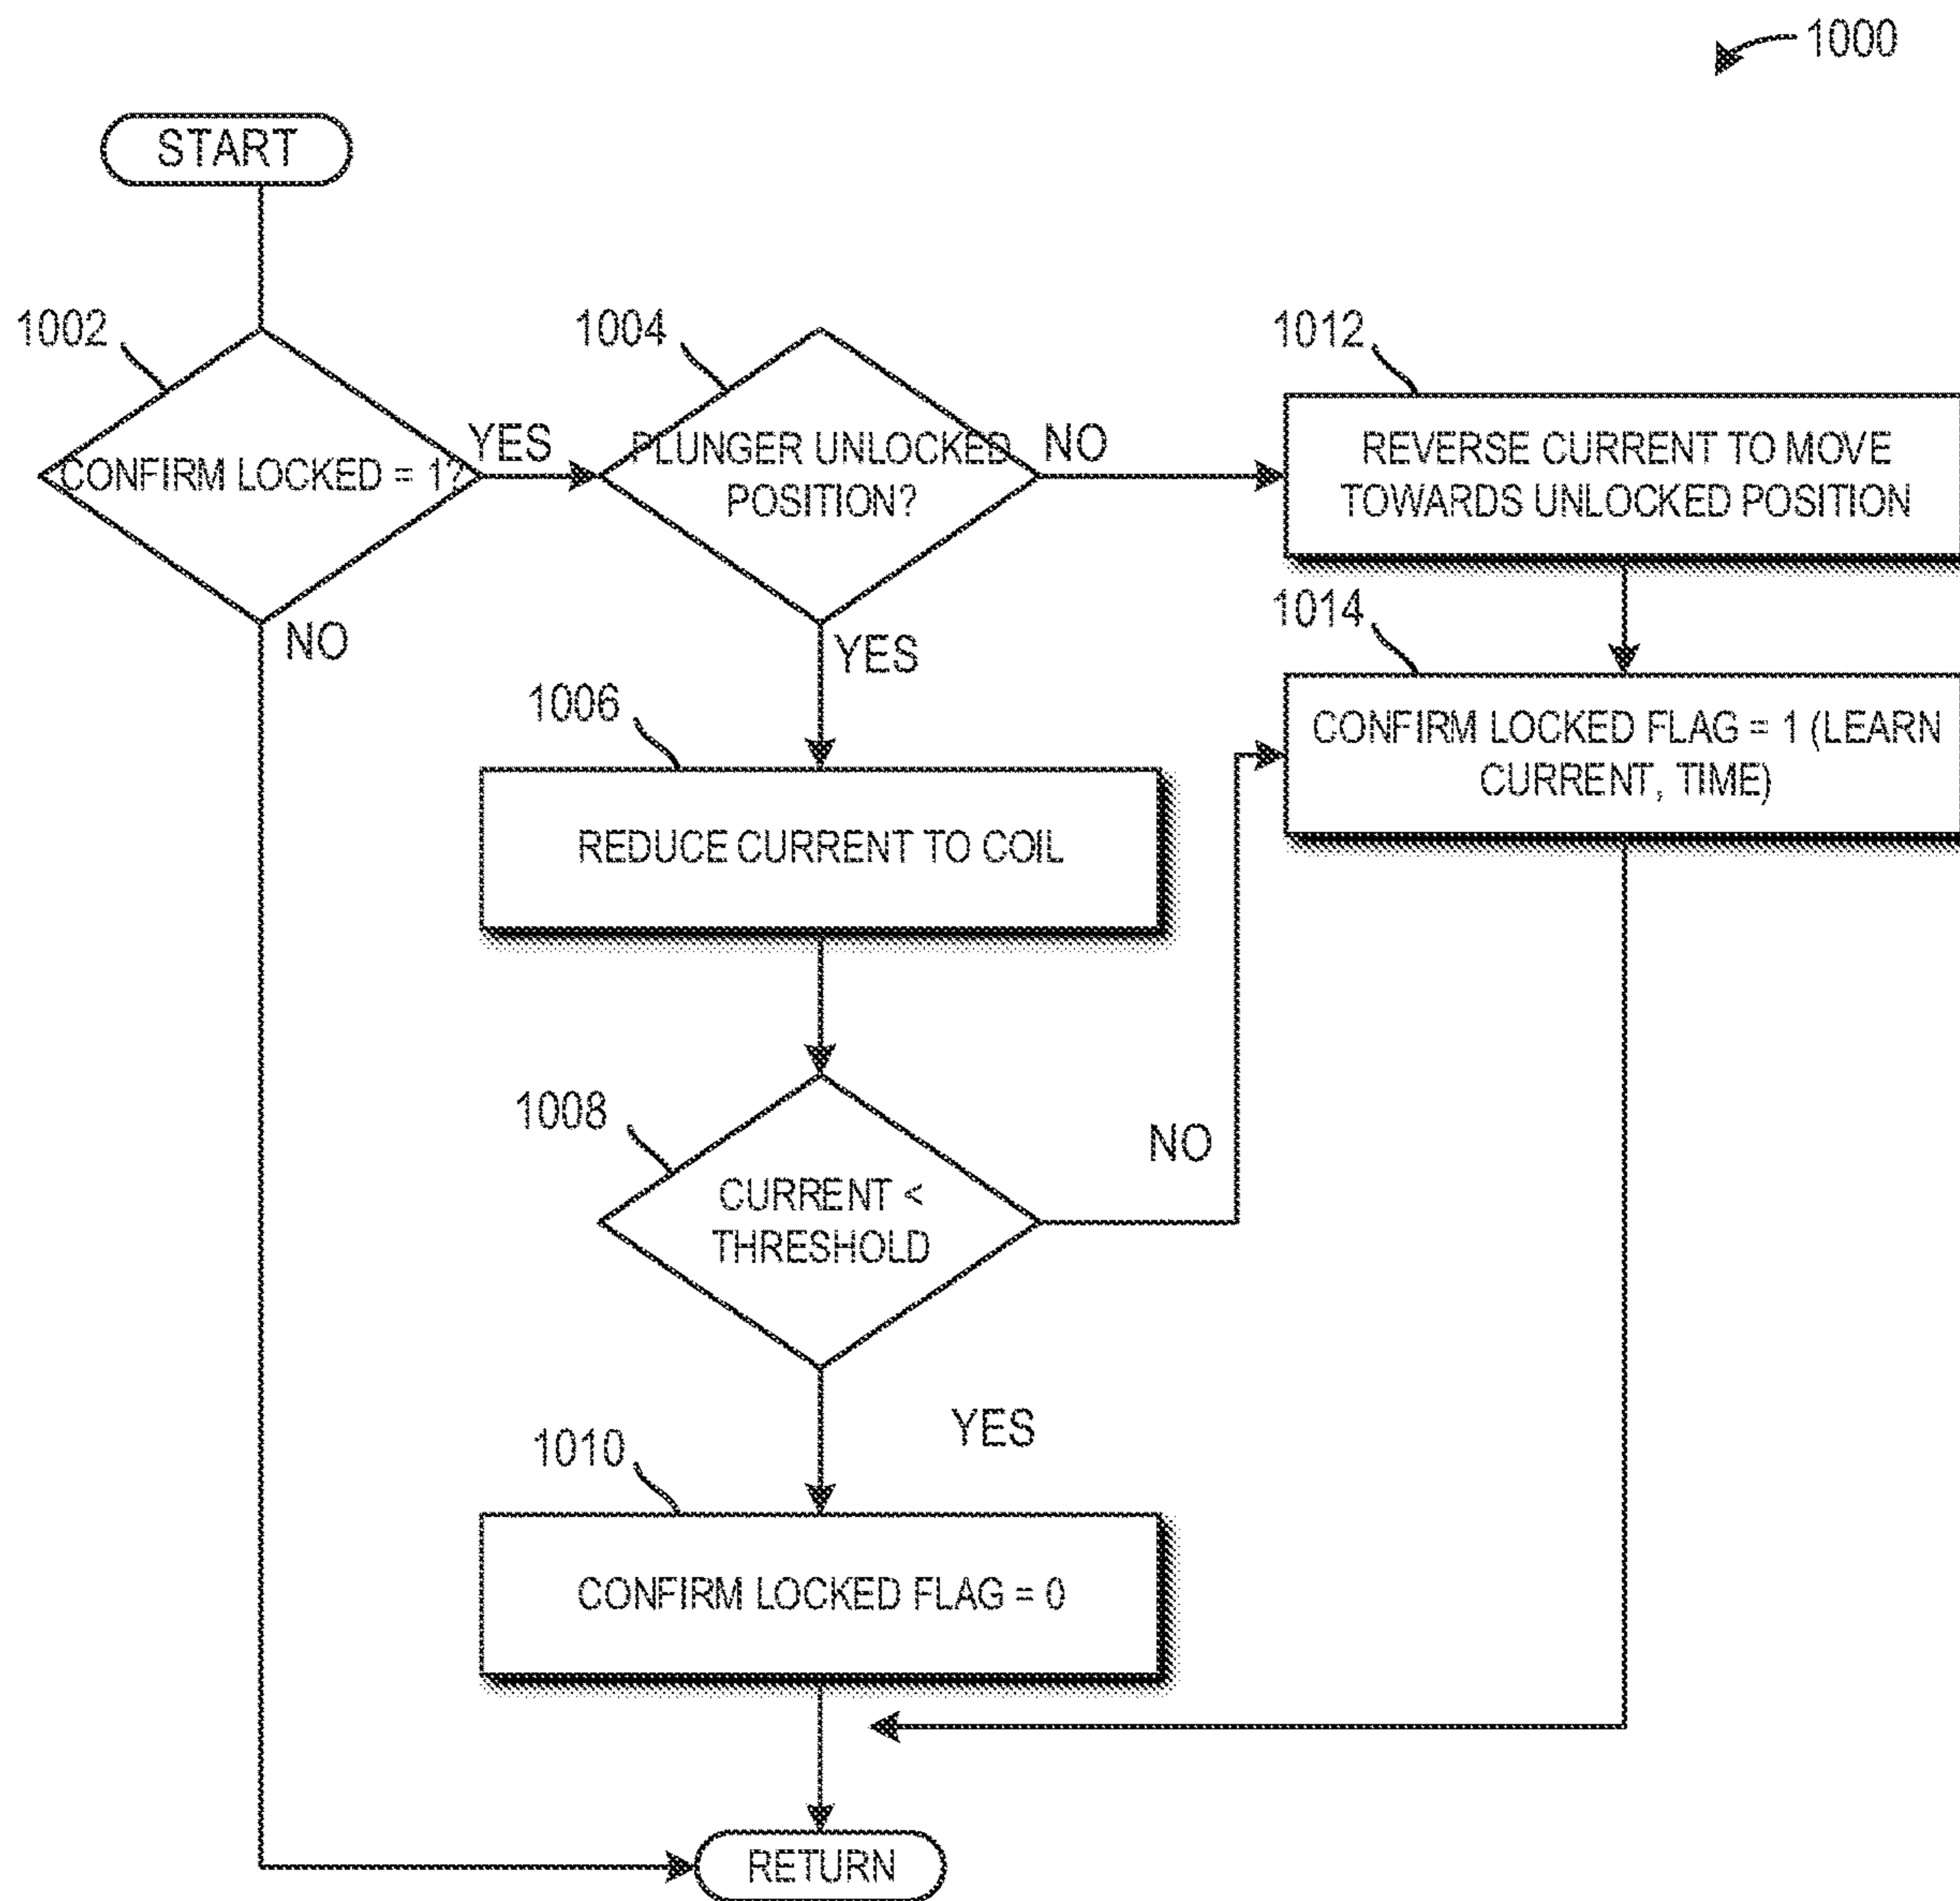 1000
START
1002
1004
1012
CONFIRM LOCKED = 1?
YES
PLUNGER UNLOCKED
POSITION?
NO
REVERSE CURRENT TO MOVE
TOWARDS UNLOCKED POSITION
NO
YES
1014
CONFIRM LOCKED FLAG = 1 (LEARN
CURRENT, TIME)
1006
REDUCE CURRENT TO COIL
1008
CURRENT <
THRESHOLD
NO
YES
1010
CONFIRM LOCKED FLAG = 0
RETURN